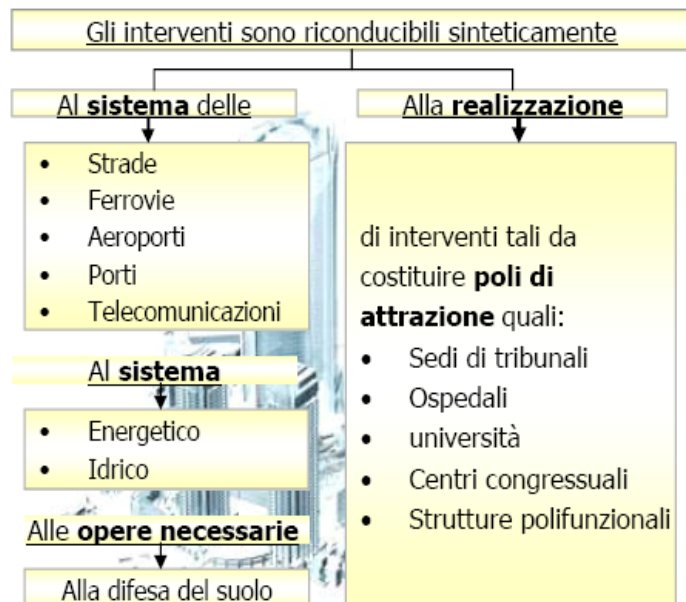 Gli interventi sono riconducibili sinteticamente
Al sistema delle
• Strade
• Ferrovie
• Aeroporti
• Porti
• Telecomunicazioni
Al sistema
• Energetico
• Idrico
Alle opere necessarie
Alla difesa del suolo
Alla realizzazione
di interventi tali da
costituire poli di
attrazione quali:
• Sedi di tribunali
• Ospedali
• università
• Centri congressuali
• Strutture polifunzionali